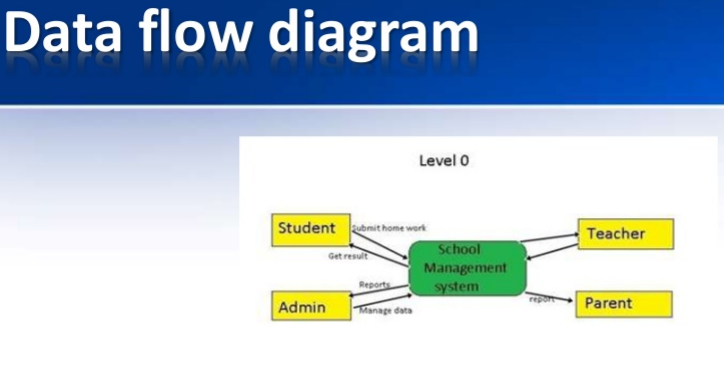 Data flow diagram
Level 0
Student
Submit home work
Teacher
Get result
School
Management
system
Reports
Admin
Manage data
report
Parent